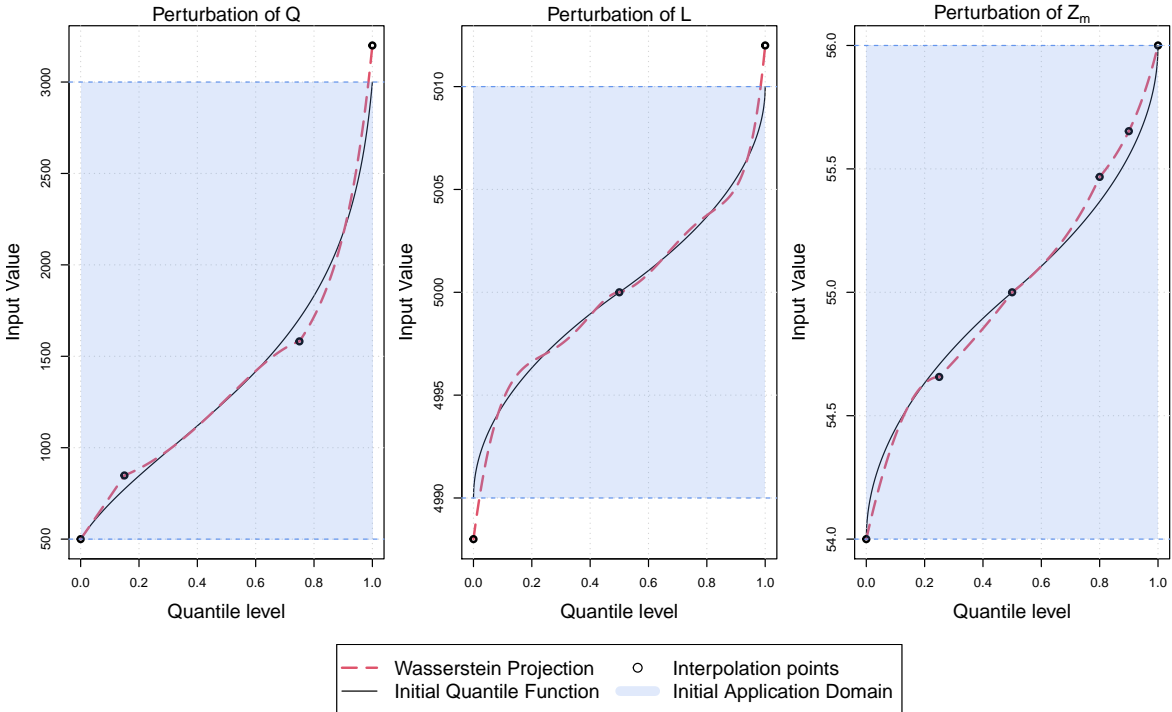 Perturbation of Q
Input Value
3000
2500
2000
1500
1000
500
0.0 0.2 0.4 0.6 0.8 1.0
Quantile level
Perturbation of L
Input Value
5010
5005
5000
4995
4990
0.0 0.2 0.4 0.6 0.8 1.0
Quantile level
Perturbation of Zm
Input Value
56.0
55.5
55.0
54.5
54.0
0.0 0.2 0.4 0.6 0.8 1.0
Quantile level
Wasserstein Projection
Initial Quantile Function
Interpolation points
Initial Application Domain